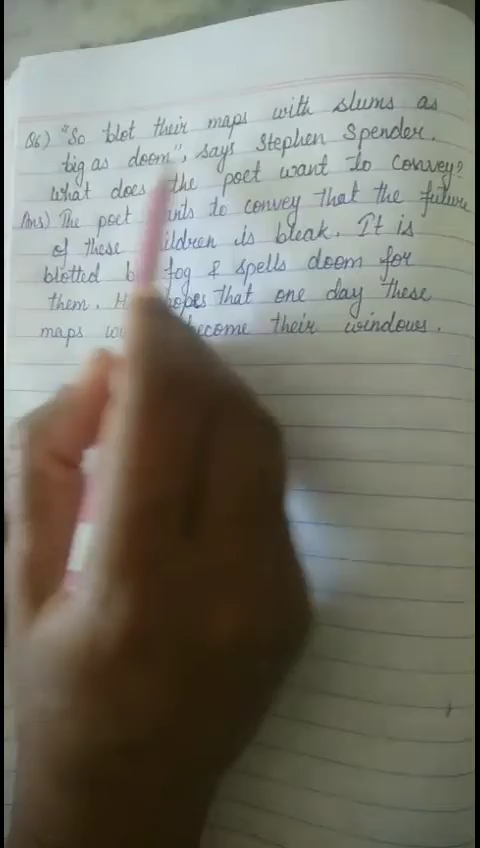 Q6) "So blot their maps with slums as
big as doom", says Stephen Spender.
What does the poet want to convey?
Ans) The poet to convey that the future
of these is bleak. It is
blotted fog & spells doom for
them. hopes that one day these
maps become their windows.